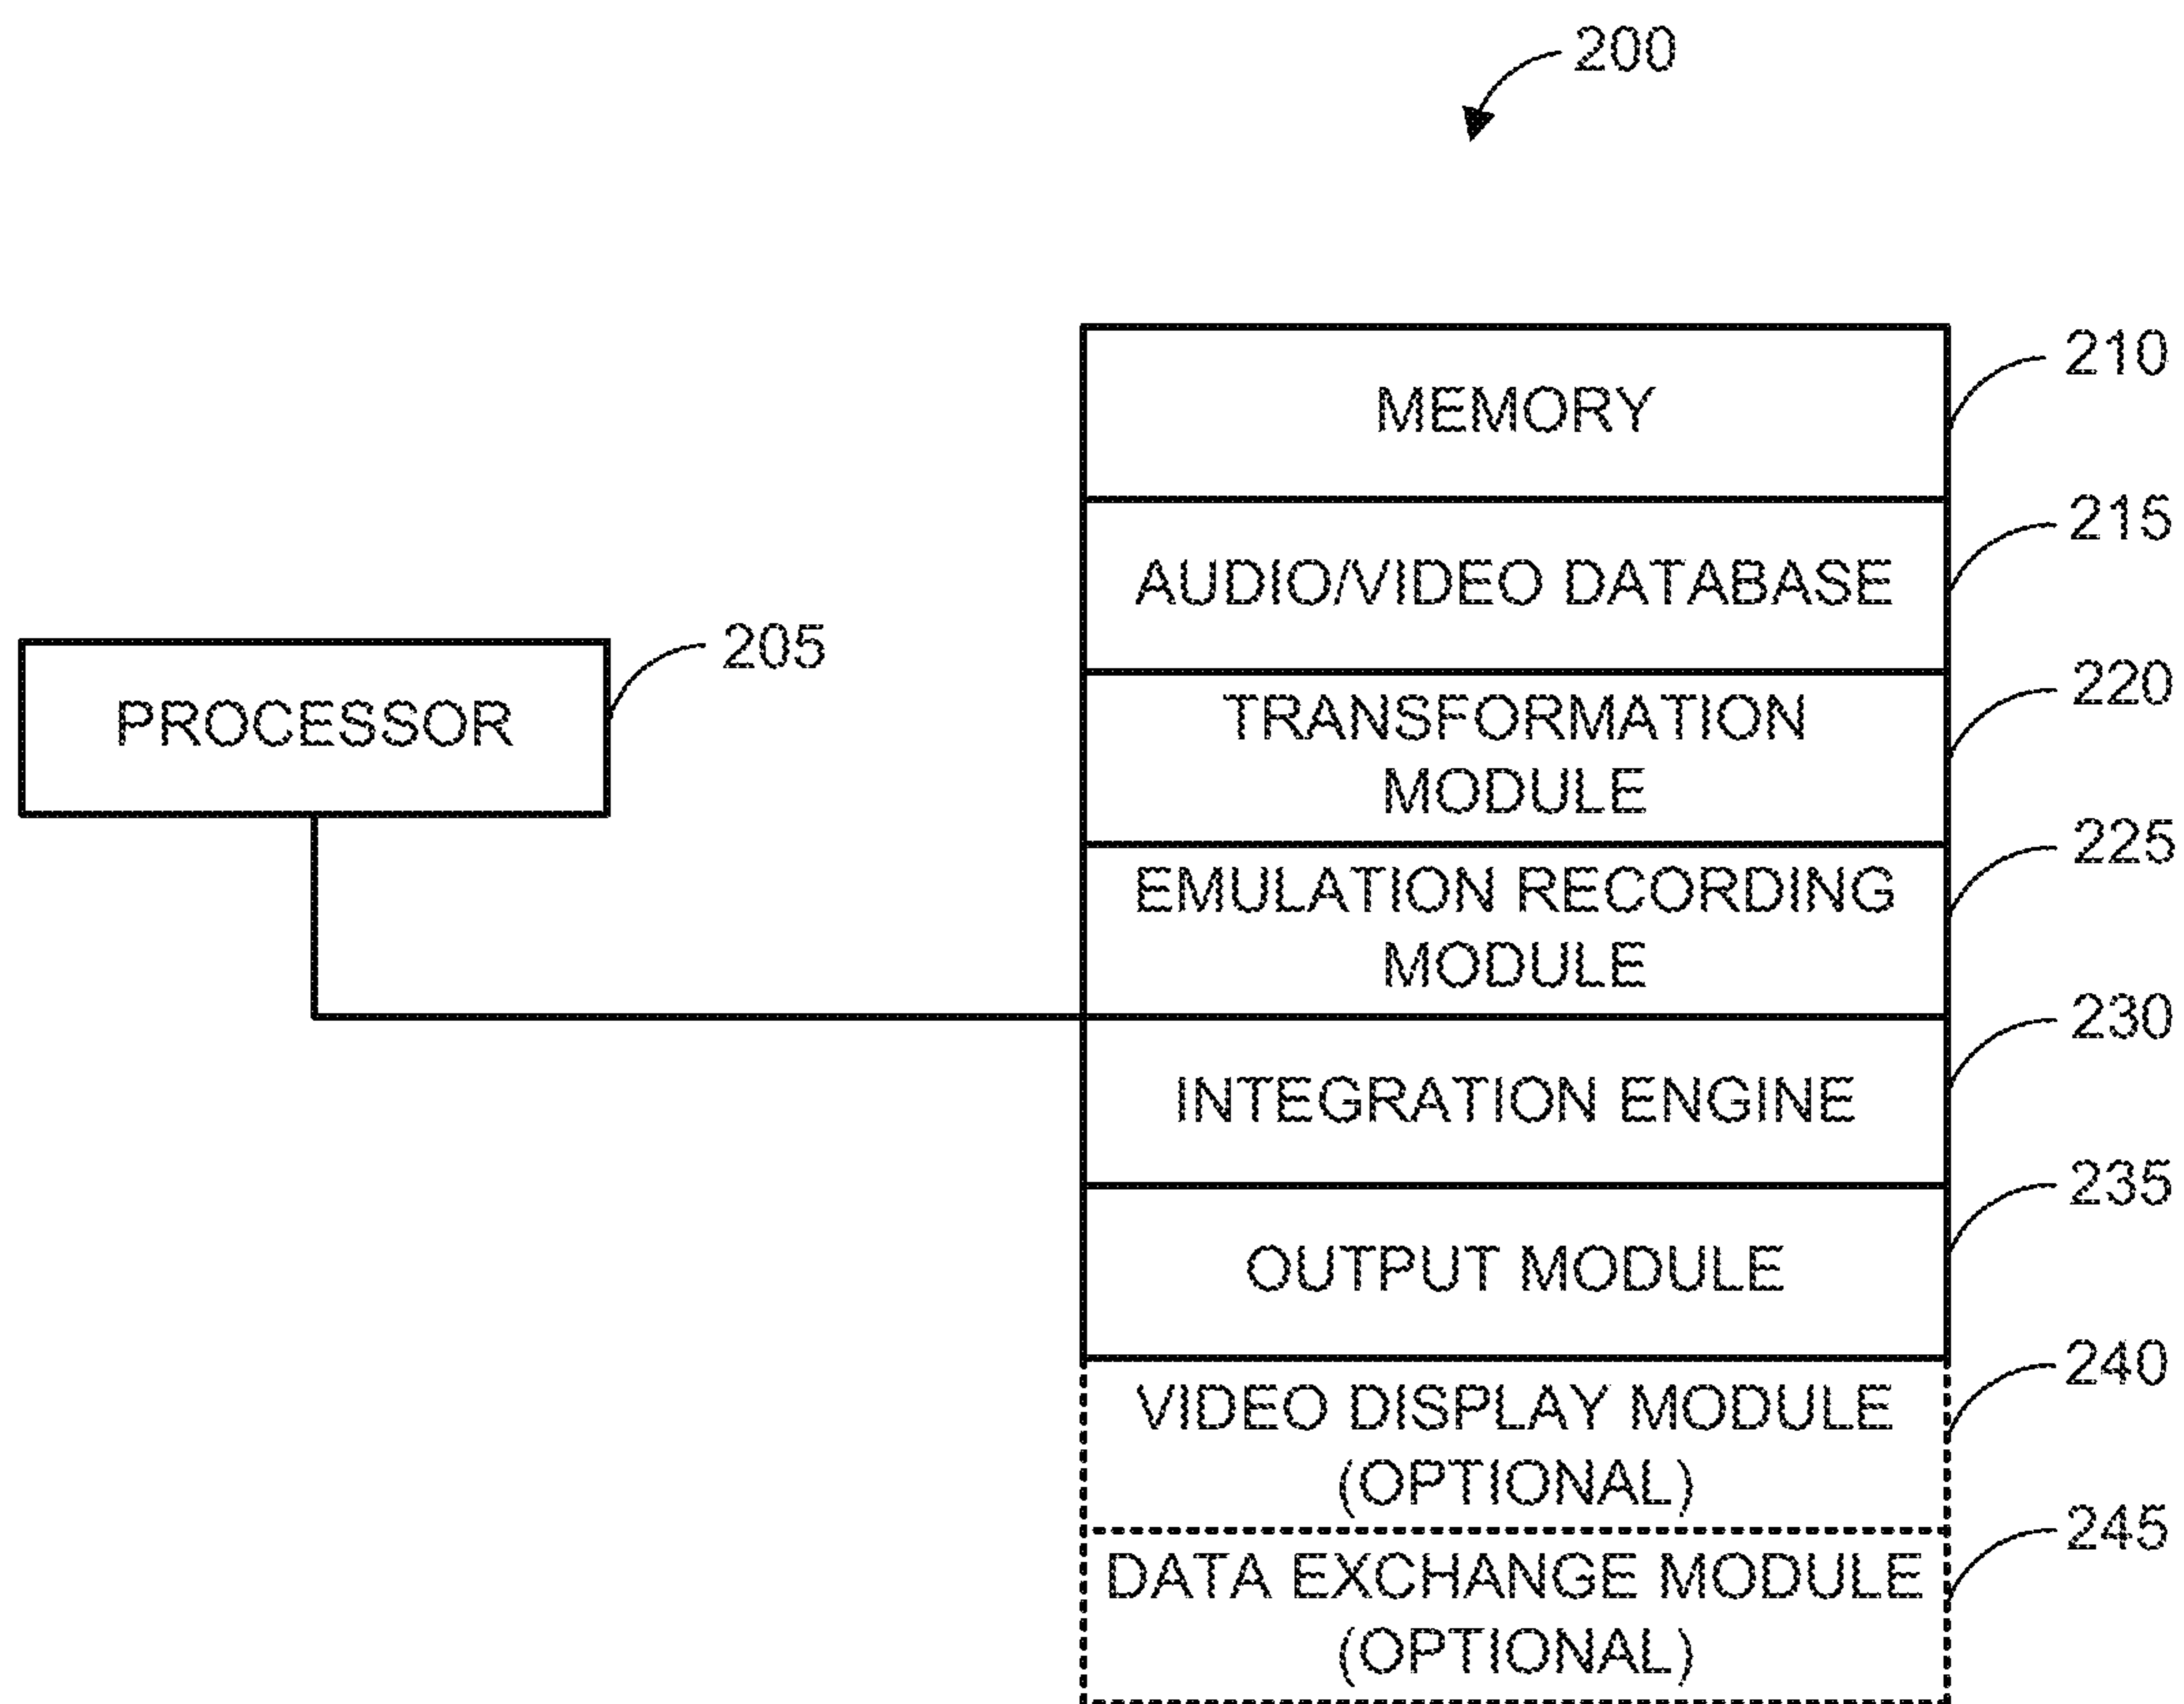 200
MEMORY
210
AUDIO/VIDEO DATABASE
215
PROCESSOR
205
TRANSFORMATION
MODULE
220
EMULATION RECORDING
MODULE
225
INTEGRATION ENGINE
230
OUTPUT MODULE
235
VIDEO DISPLAY MODULE
(OPTIONAL)
240
DATA EXCHANGE MODULE
(OPTIONAL)
245